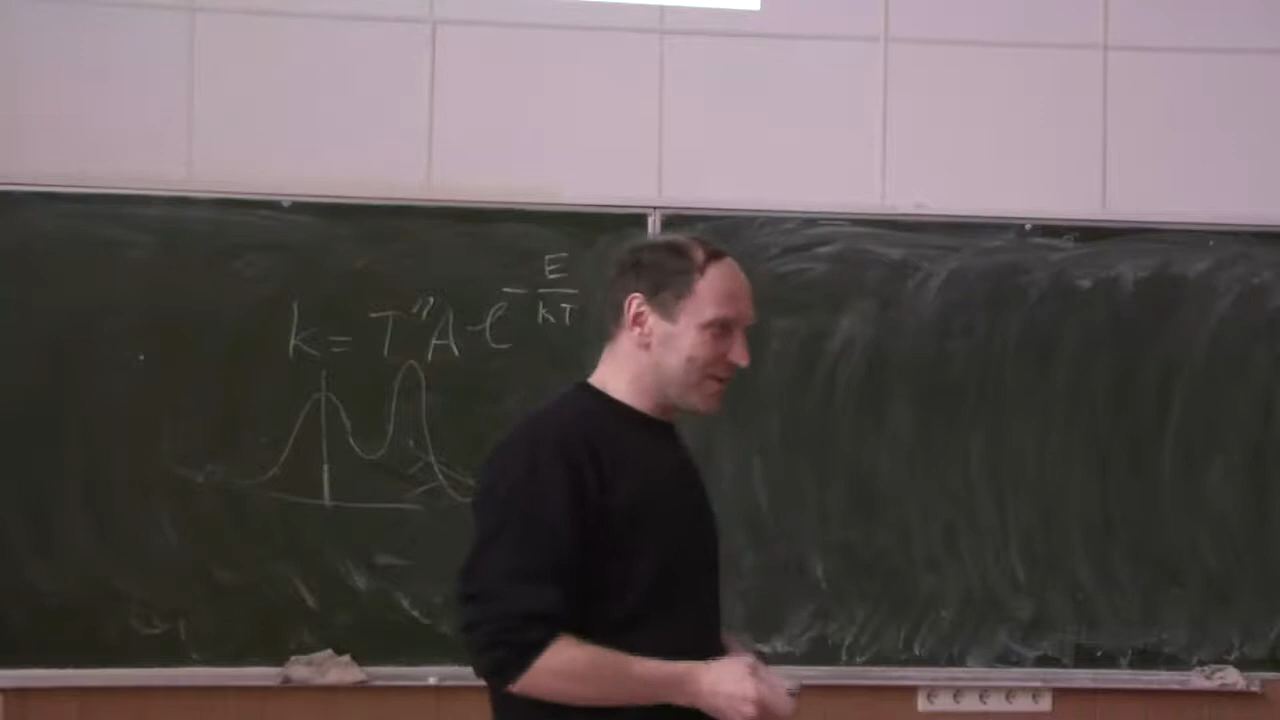 k = TⁿA · e^(-E/kT)